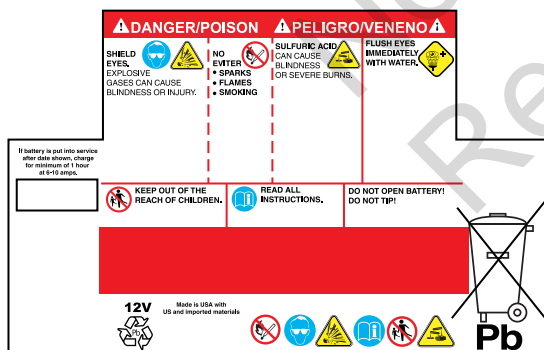 DANGER/POISON
PELIGRO/VENENO
SHIELD
EYES.
EXPLOSIVE
GASES CAN CAUSE
BLINDNESS OR INJURY.
NO
EVITER
• SPARKS
• FLAMES
• SMOKING
SULFURIC ACID
CAN CAUSE
BLINDNESS
OR SEVERE BURNS.
FLUSH EYES
IMMEDIATELY
WITH WATER.
If battery is put into service
after date shown, charge
for minimum of 1 hour
at 6-10 amps.
KEEP OUT OF THE
REACH OF CHILDREN.
READ ALL
INSTRUCTIONS.
DO NOT OPEN BATTERY!
DO NOT TIP!
12V
Pb
Made is USA with
US and imported materials
Pb